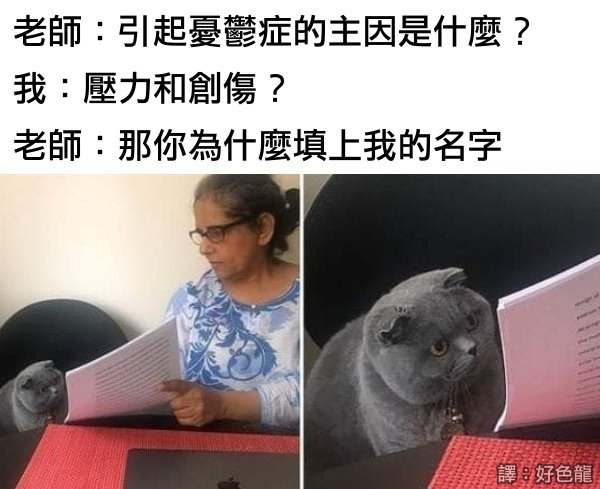 老師：引起憂鬱症的主因是什麼？
我：壓力和創傷？
老師：那你為什麼填上我的名字
譯：好色龍